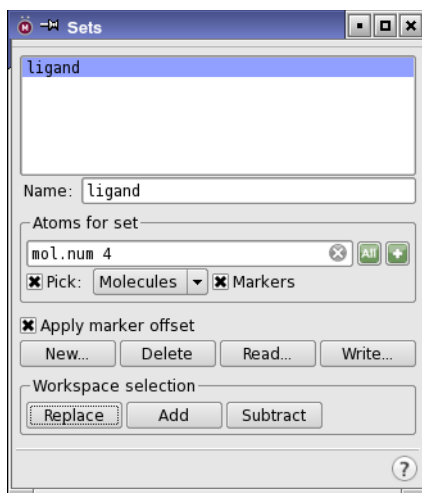 Sets
ligand
Name: ligand
Atoms for set
mol.num 4 All
Pick: Molecules Markers
Apply marker offset
New... Delete Read... Write...
Workspace selection
Replace Add Subtract
?